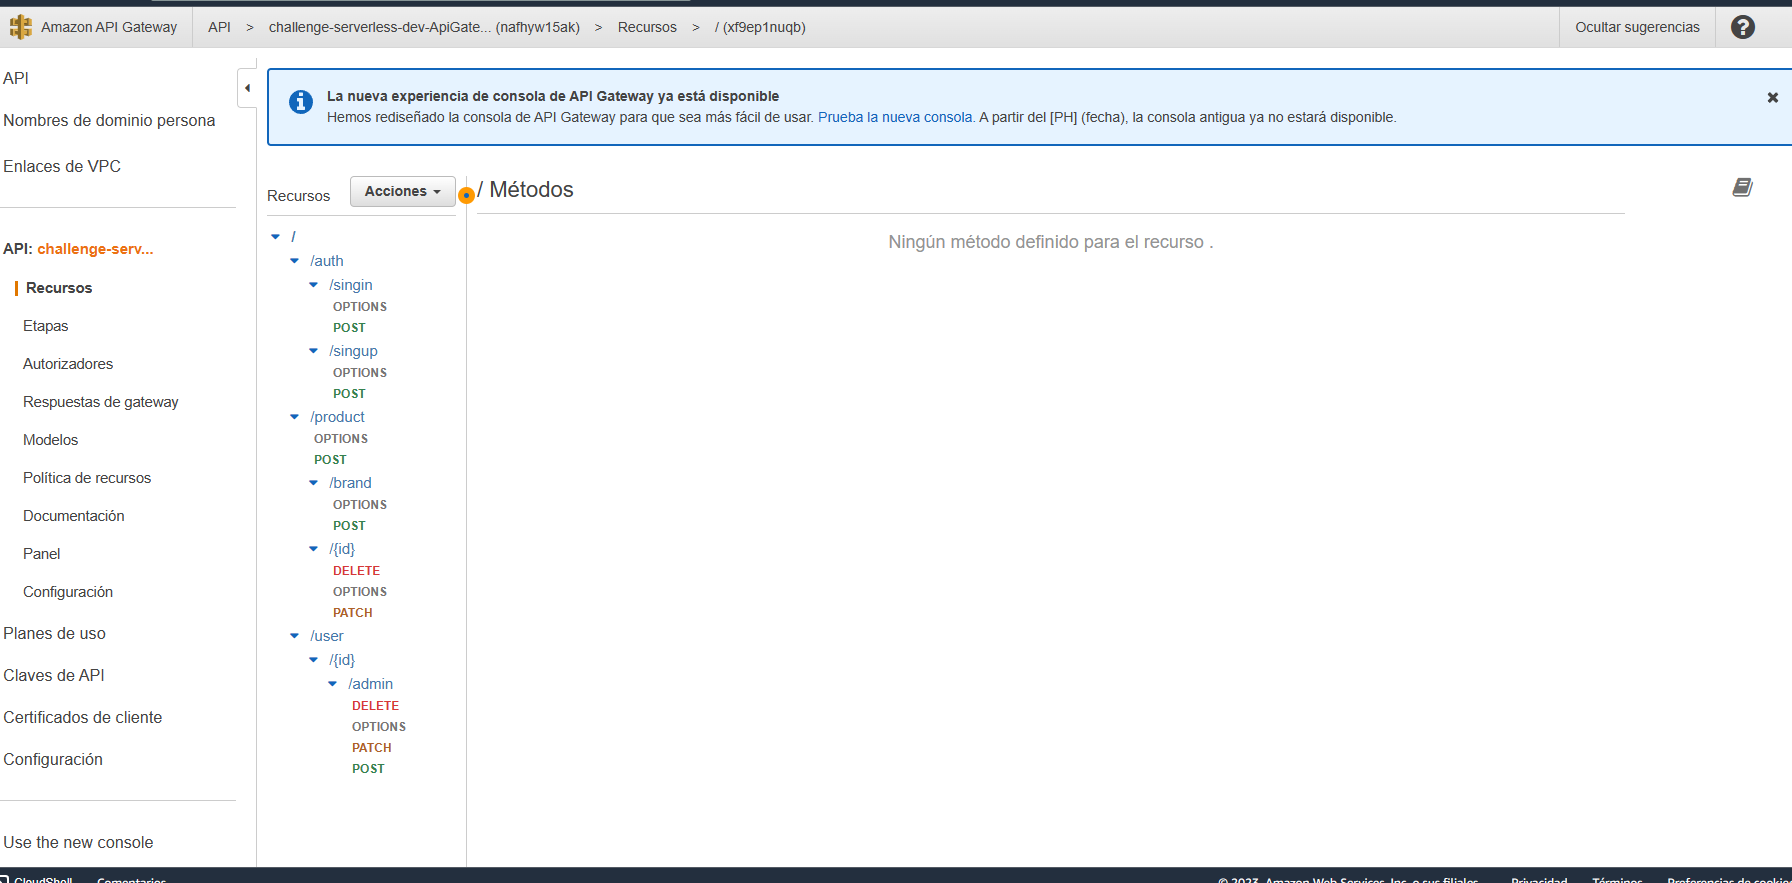 Amazon API Gateway
API > challenge-serverless-dev-ApiGate... (nafhyw15ak) > Recursos > / (xf9ep1nuqb)
Ocultar sugerencias
API
Nombres de dominio persona
Enlaces de VPC
API: challenge-serv...
Recursos
Etapas
Autorizadores
Respuestas de gateway
Modelos
Política de recursos
Documentación
Panel
Configuración
Planes de uso
Claves de API
Certificados de cliente
Configuración
Use the new console
La nueva experiencia de consola de API Gateway ya está disponible
Hemos rediseñado la consola de API Gateway para que sea más fácil de usar. Prueba la nueva consola. A partir del [PH] (fecha), la consola antigua ya no estará disponible.
Recursos
Acciones
/
/auth
/singin
OPTIONS
POST
/singup
OPTIONS
POST
/product
OPTIONS
POST
/brand
OPTIONS
POST
/{id}
DELETE
OPTIONS
PATCH
/user
/{id}
/admin
DELETE
OPTIONS
PATCH
POST
/ Métodos
Ningún método definido para el recurso .
CloudShell Comentarios
© 2023, Amazon Web Services, Inc. o sus filiales. Privacidad Términos Preferencias de cookies